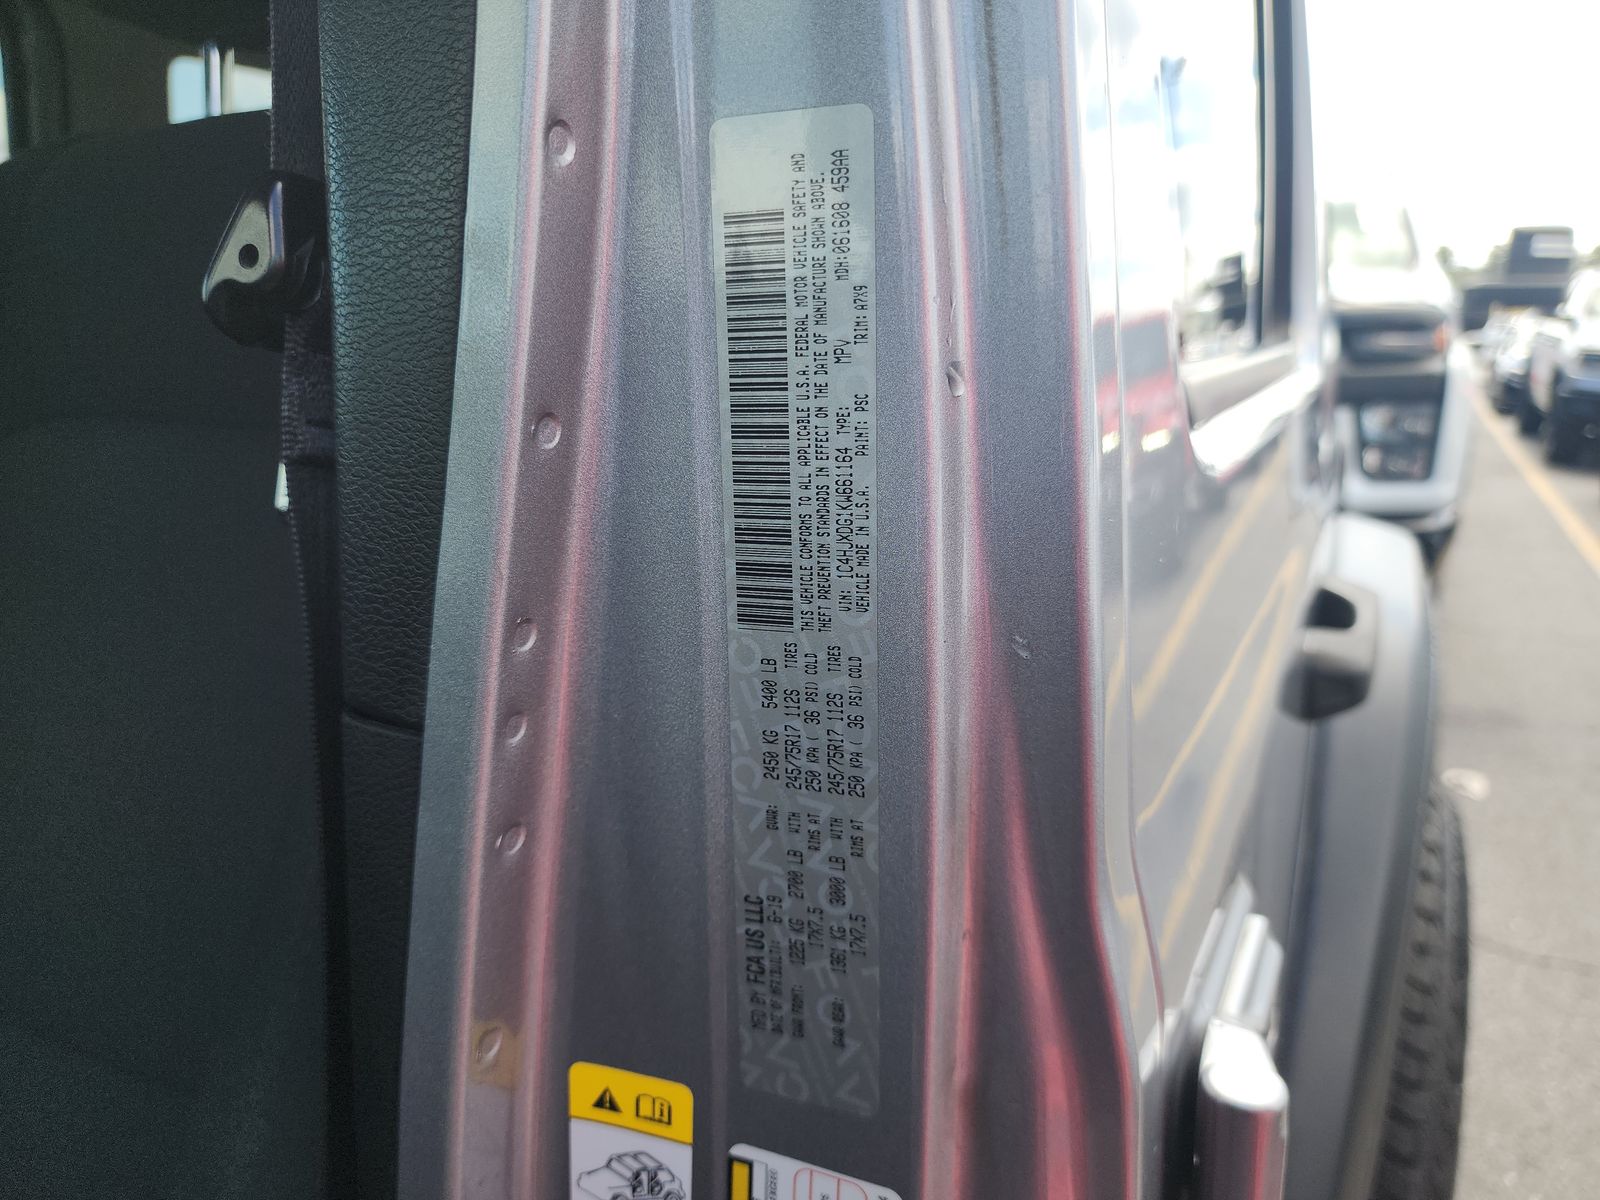 MFD BY FCA US LLC
DATE OF MFR(BUILT): 6-19 GVWR: 2450 KG 5400 LB
GAWR FRONT: 1225 KG 2700 LB WITH 245/75R17 112S TIRES
17X7.5 RIMS AT 250 KPA ( 36 PSI) COLD
GAWR REAR: 1361 KG 3000 LB WITH 245/75R17 112S TIRES
17X7.5 RIMS AT 250 KPA ( 36 PSI) COLD
THIS VEHICLE CONFORMS TO ALL APPLICABLE U.S.A. FEDERAL MOTOR VEHICLE SAFETY AND
THEFT PREVENTION STANDARDS IN EFFECT ON THE DATE OF MANUFACTURE SHOWN ABOVE.
VIN: 1C4HJXDG1KW661164 TYPE: MPV MDH:061608 459AA
VEHICLE MADE IN U.S.A. PAINT: PSC TRIM: A7X9